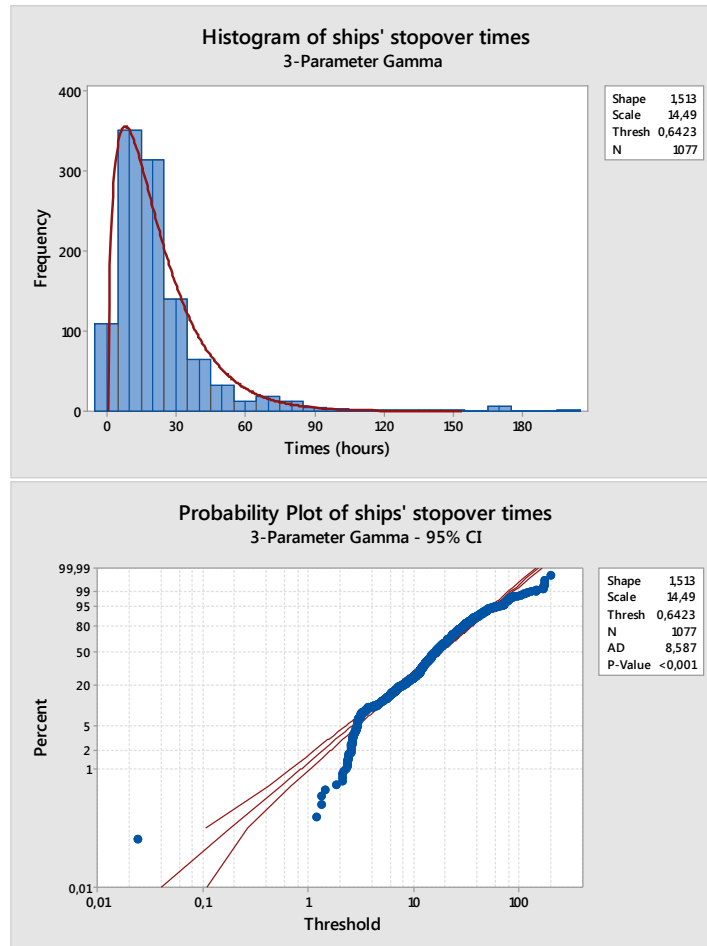 Histogram of ships' stopover times
3-Parameter Gamma
400
300
200
100
0
Frequency
0 30 60 90 120 150 180
Times (hours)
Shape 1,513
Scale 14,49
Thresh 0,6423
N 1077
Probability Plot of ships' stopover times
3-Parameter Gamma - 95% CI
99,99
99
95
80
50
20
5
2
1
0,01
Percent
0,01 0,1 1 10 100
Threshold
Shape 1,513
Scale 14,49
Thresh 0,6423
N 1077
AD 8,587
P-Value <0,001